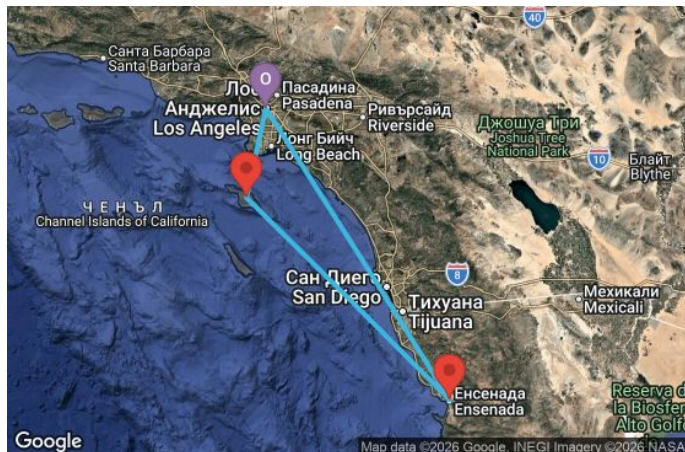 40
Санта Барбара
Santa Barbara
O
Лос
Анджелис
Los Angeles
Пасадина
Pasadena
Ривърсайд
Riverside
Лонг Бийч
Long Beach
Джошуа Три
Joshua Tree
National Park
10
Блайт
Blythe
ЧЕНЪЛ
Channel Islands of California
8
Сан Диего
San Diego
Тихуана
Tijuana
Мексикали
Mexicali
Енсенада
Ensenada
Reserva d
la Biosfer
Alto Golfo
Google
Map data ©2026 Google, INEGI Imagery ©2026 NASA